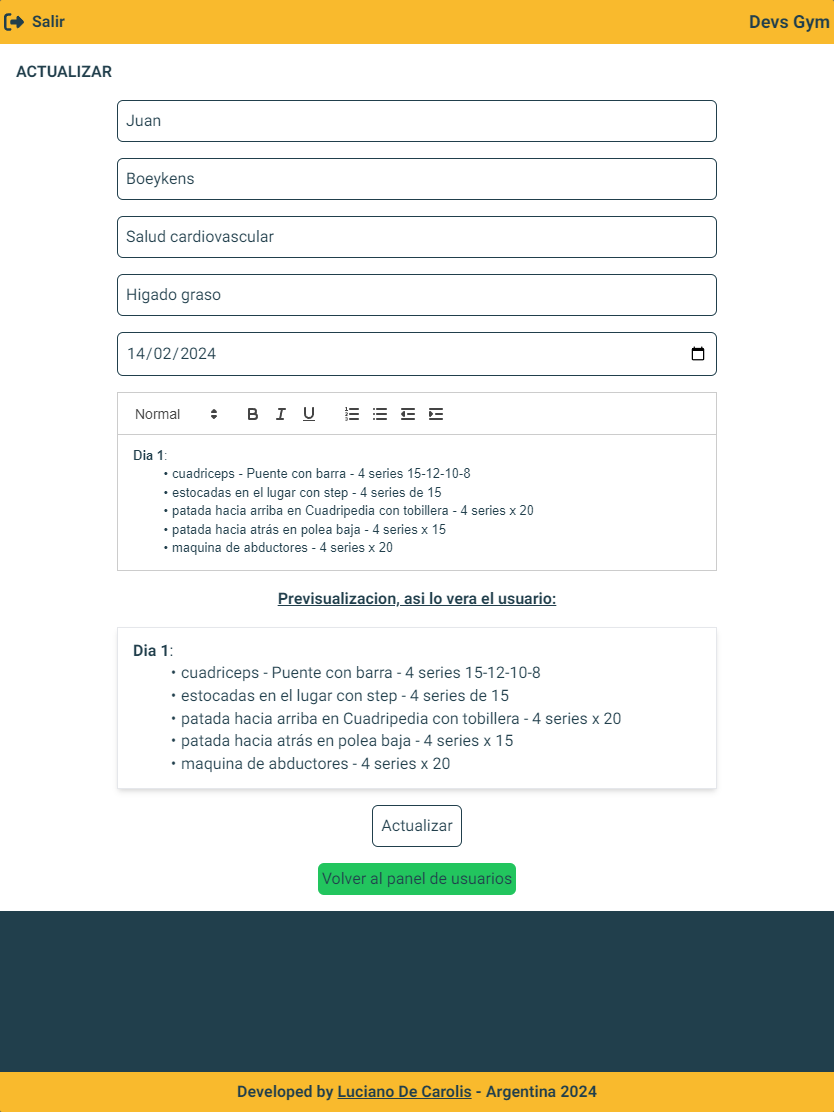 Salir
Devs Gym
ACTUALIZAR
Juan
Boeykens
Salud cardiovascular
Higado graso
14/02/2024
Normal
B I U
Dia 1:
• cuadriceps - Puente con barra - 4 series 15-12-10-8
• estocadas en el lugar con step - 4 series de 15
• patada hacia arriba en Cuadripedia con tobillera - 4 series x 20
• patada hacia atrás en polea baja - 4 series x 15
• maquina de abductores - 4 series x 20
Previsualizacion, asi lo vera el usuario:
Dia 1:
• cuadriceps - Puente con barra - 4 series 15-12-10-8
• estocadas en el lugar con step - 4 series de 15
• patada hacia arriba en Cuadripedia con tobillera - 4 series x 20
• patada hacia atrás en polea baja - 4 series x 15
• maquina de abductores - 4 series x 20
Actualizar
Volver al panel de usuarios
Developed by Luciano De Carolis - Argentina 2024